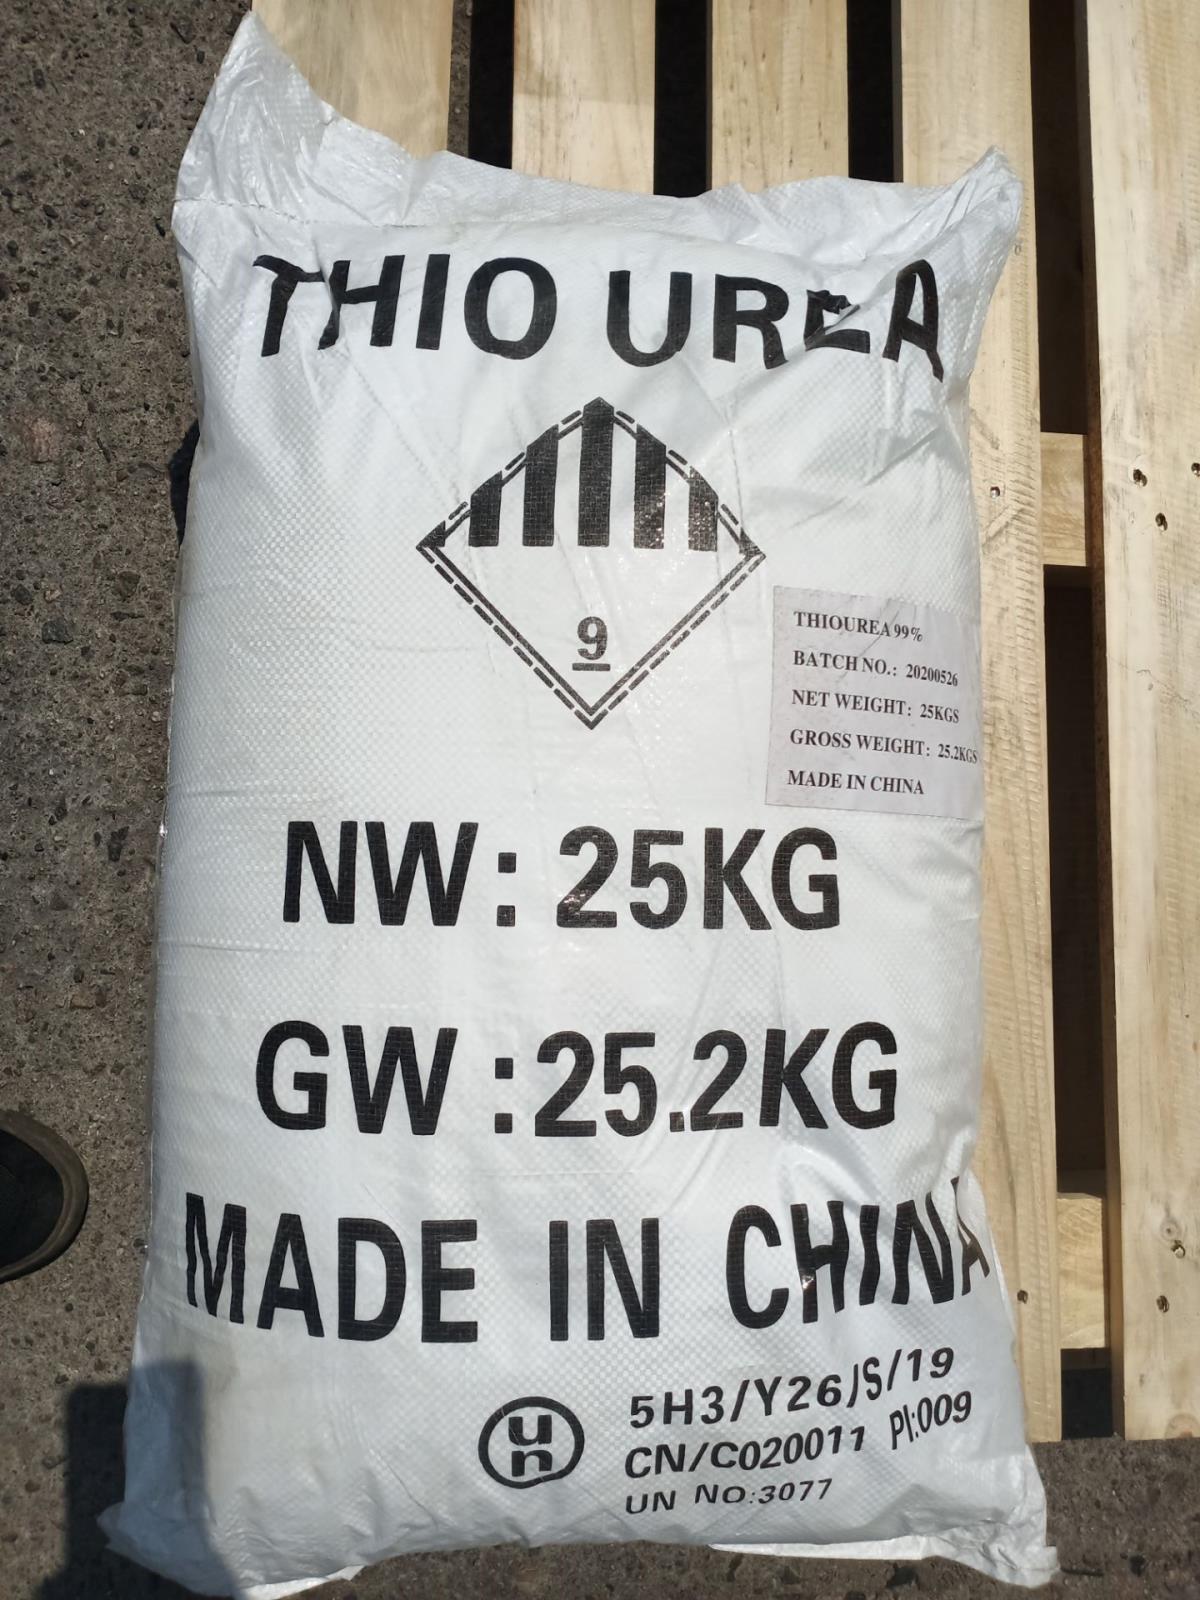 THIO UREA
9
THIOUREA 99%
BATCH NO.: 20200526
NET WEIGHT: 25KGS
GROSS WEIGHT: 25.2KGS
MADE IN CHINA
NW: 25KG
GW: 25.2KG
MADE IN CHINA
un
5H3/Y26/S/19
CN/C020011 PI:009
UN NO:3077